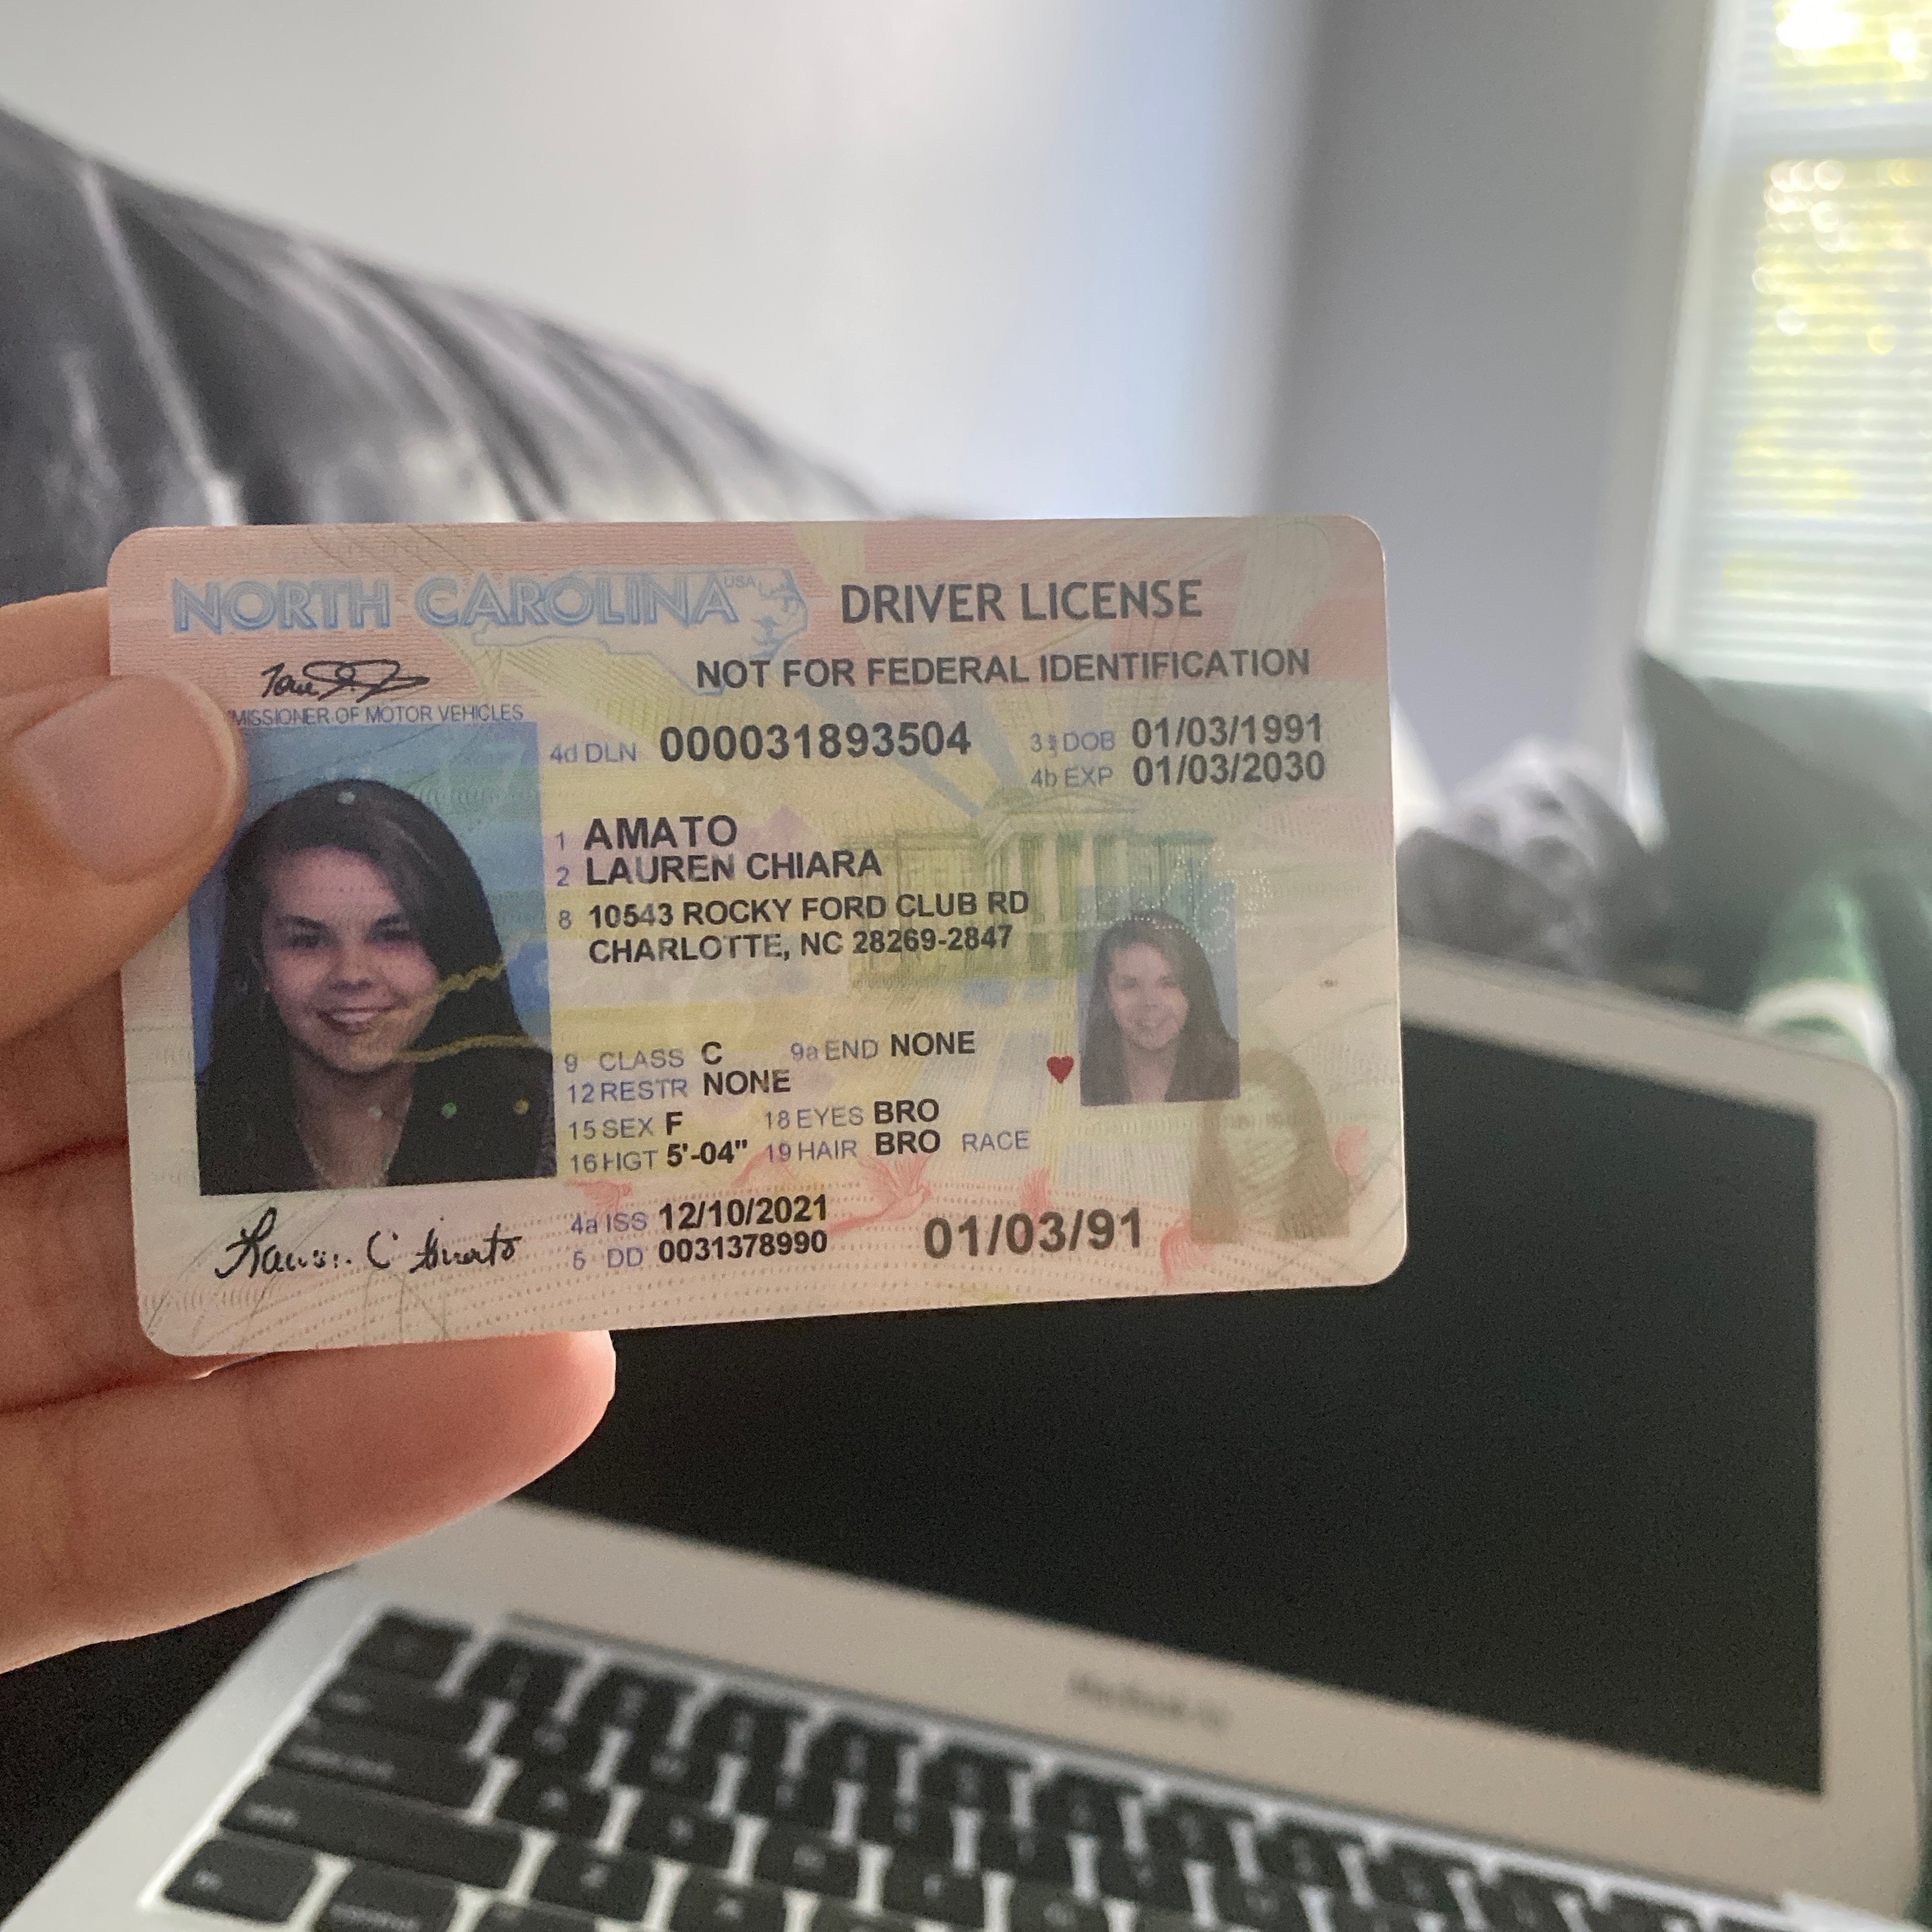 NORTH CAROLINA USA DRIVER LICENSE
NOT FOR FEDERAL IDENTIFICATION
MISSIONER OF MOTOR VEHICLES
4d DLN 000031893504 3 DOB 01/03/1991
4b EXP 01/03/2030
1 AMATO
2 LAUREN CHIARA
8 10543 ROCKY FORD CLUB RD
CHARLOTTE, NC 28269-2847
9 CLASS C 9a END NONE
12 RESTR NONE
15 SEX F 18 EYES BRO
16 HGT 5'-04" 19 HAIR BRO RACE
4a ISS 12/10/2021
5 DD 0031378990
01/03/91
MacBook Air